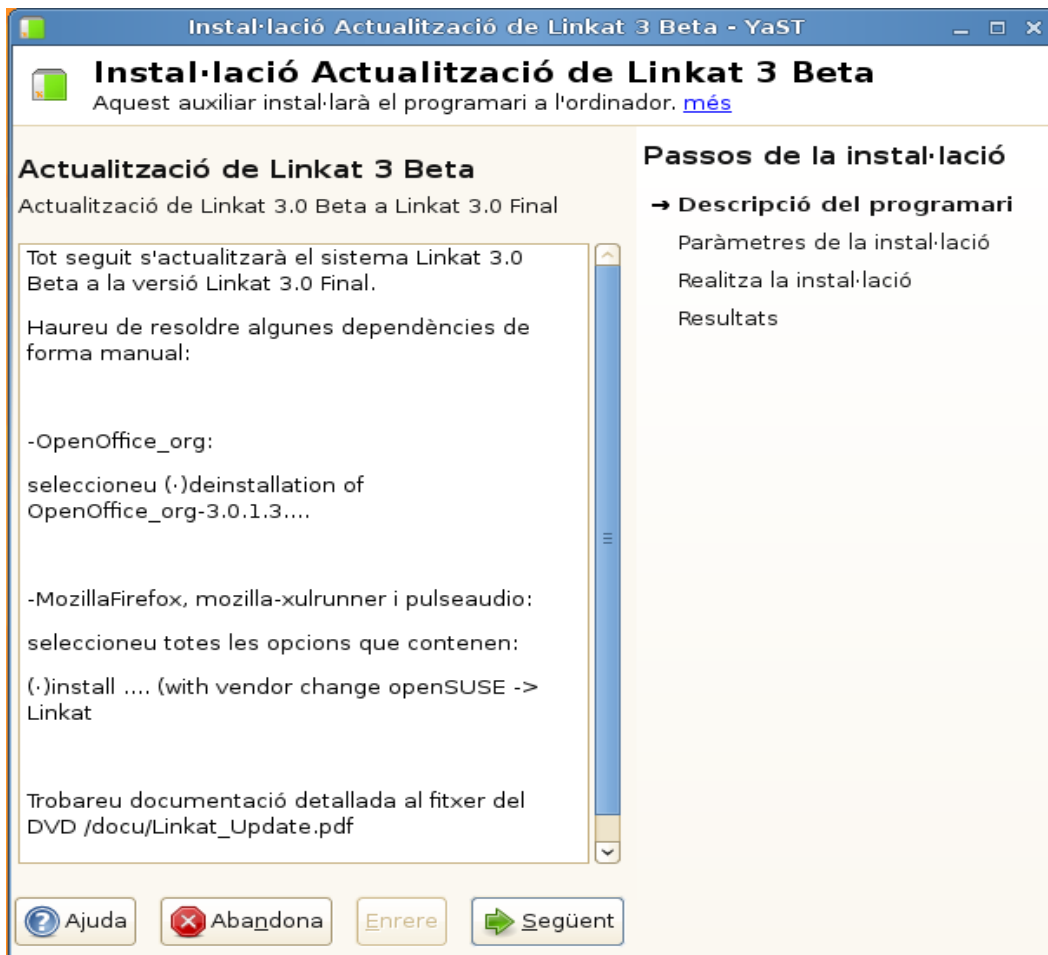 Instal·lació Actualització de Linkat 3 Beta - YaST
Instal·lació Actualització de Linkat 3 Beta
Aquest auxiliar instal·larà el programari a l'ordinador. més
Actualització de Linkat 3 Beta
Actualització de Linkat 3.0 Beta a Linkat 3.0 Final
Tot seguit s'actualitzarà el sistema Linkat 3.0
Beta a la versió Linkat 3.0 Final.
Haureu de resoldre algunes dependències de
forma manual:
-OpenOffice_org:
seleccioneu (·)deinstallation of
OpenOffice_org-3.0.1.3....
-MozillaFirefox, mozilla-xulrunner i pulseaudio:
seleccioneu totes les opcions que contenen:
(·)install .... (with vendor change openSUSE ->
Linkat
Trobareu documentació detallada al fitxer del
DVD /docu/Linkat_Update.pdf
Passos de la instal·lació
→ Descripció del programari
Paràmetres de la instal·lació
Realitza la instal·lació
Resultats
Ajuda
Abandona
Enrere
Següent